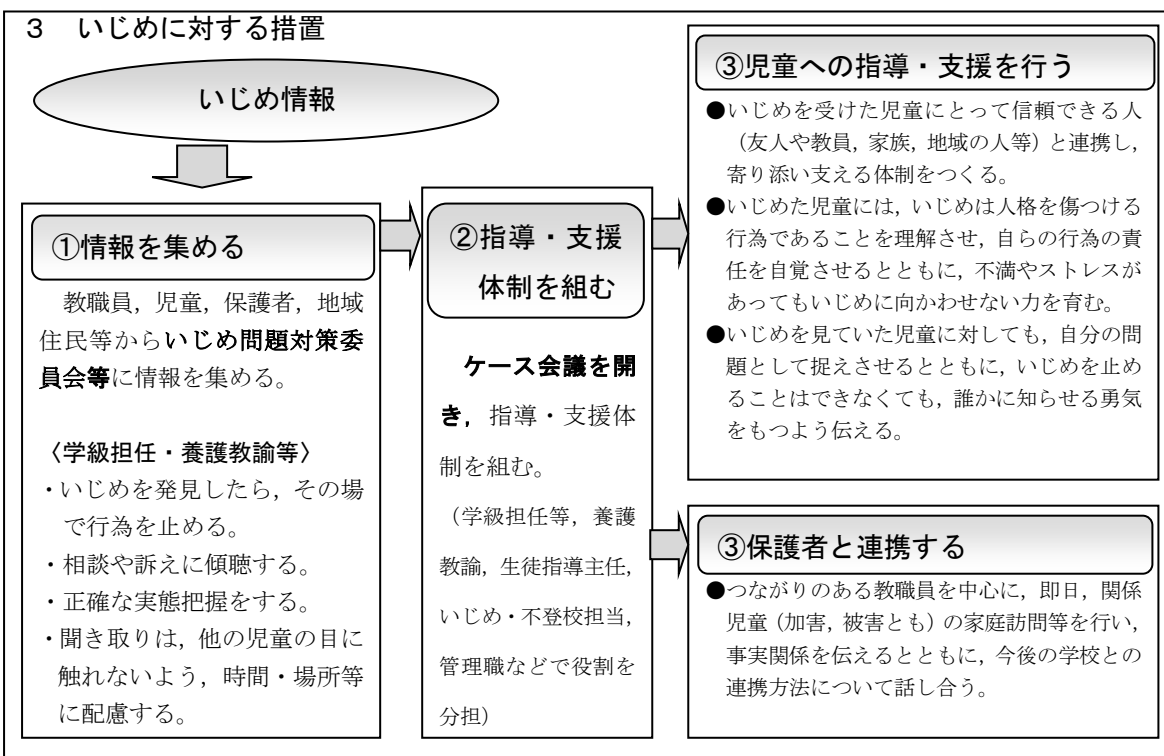 ３　いじめに対する措置
いじめ情報
①情報を集める
教職員，児童，保護者，地域
住民等からいじめ問題対策委
員会等に情報を集める。
〈学級担任・養護教諭等〉
・いじめを発見したら，その場
で行為を止める。
・相談や訴えに傾聴する。
・正確な実態把握をする。
・聞き取りは，他の児童の目に
触れないよう，時間・場所等
に配慮する。
②指導・支援
体制を組む
ケース会議を開
き，指導・支援体
制を組む。
（学級担任等，養護
教諭，生徒指導主任，
いじめ・不登校担当，
管理職などで役割を
分担）
③児童への指導・支援を行う
●いじめを受けた児童にとって信頼できる人
（友人や教員，家族，地域の人等）と連携し，
寄り添い支える体制をつくる。
●いじめた児童には，いじめは人格を傷つける
行為であることを理解させ，自らの行為の責
任を自覚させるとともに，不満やストレスが
あってもいじめに向かわせない力を育む。
●いじめを見ていた児童に対しても，自分の問
題として捉えさせるとともに，いじめを止め
ることはできなくても，誰かに知らせる勇気
をもつよう伝える。
③保護者と連携する
●つながりのある教職員を中心に，即日，関係
児童（加害，被害とも）の家庭訪問等を行い，
事実関係を伝えるとともに，今後の学校との
連携方法について話し合う。